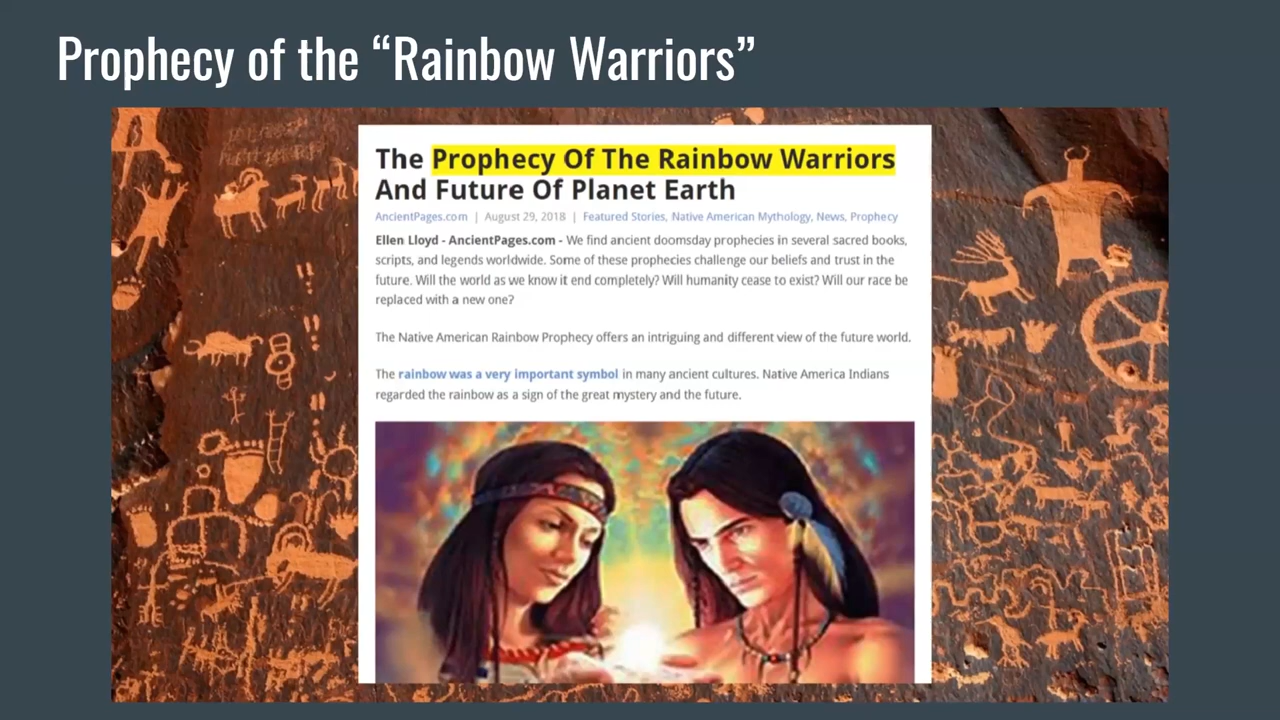 Prophecy of the “Rainbow Warriors”
The Prophecy Of The Rainbow Warriors
And Future Of Planet Earth
AncientPages.com | August 29, 2018 | Featured Stories, Native American Mythology, News, Prophecy
Ellen Lloyd - AncientPages.com - We find ancient doomsday prophecies in several sacred books,
scripts, and legends worldwide. Some of these prophecies challenge our beliefs and trust in the
future. Will the world as we know it end completely? Will humanity cease to exist? Will our race be
replaced with a new one?
The Native American Rainbow Prophecy offers an intriguing and different view of the future world.
The rainbow was a very important symbol in many ancient cultures. Native America Indians
regarded the rainbow as a sign of the great mystery and the future.